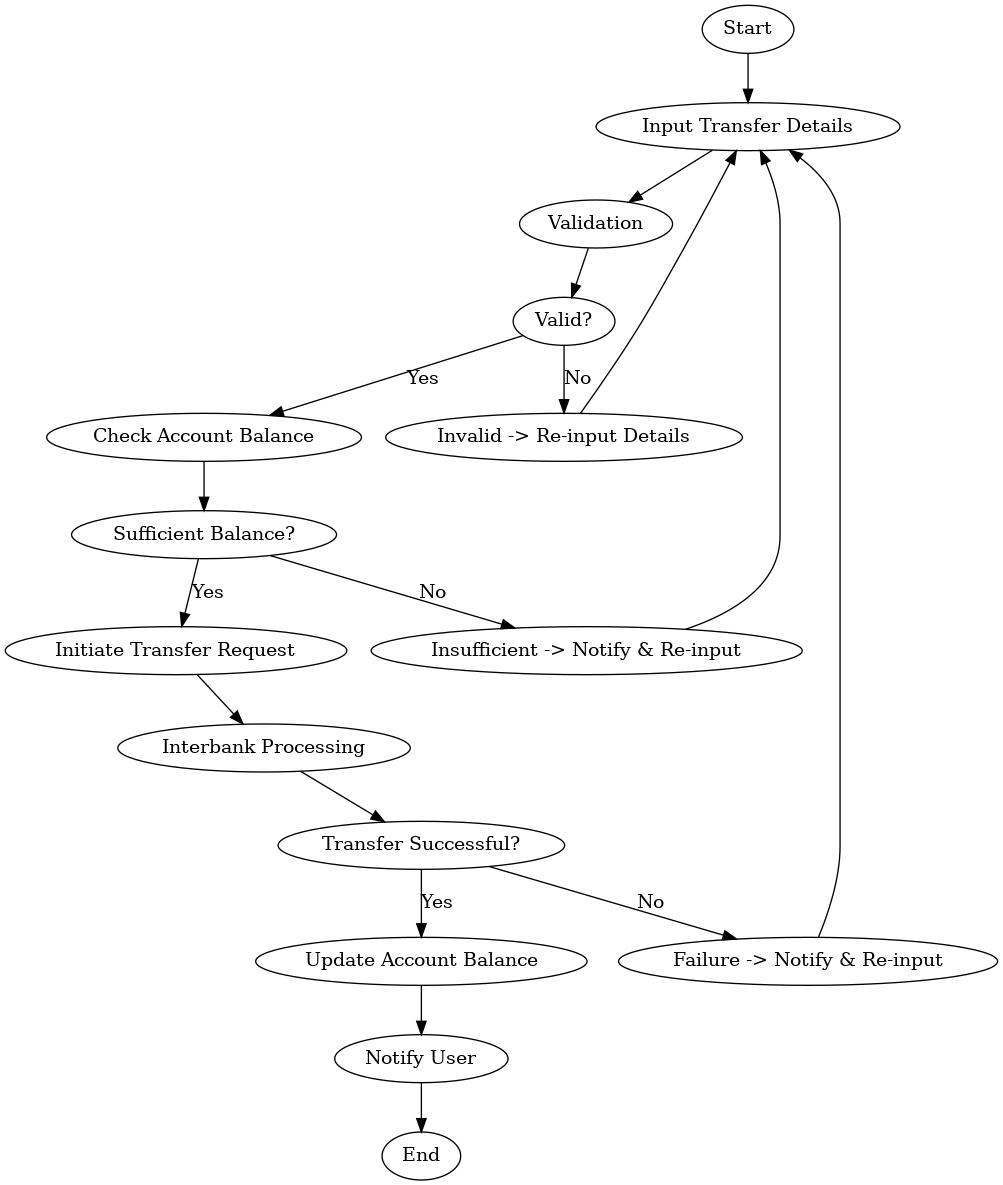 Start
Input Transfer Details
Validation
Valid?
Yes
No
Check Account Balance
Invalid -> Re-input Details
Sufficient Balance?
Yes
No
Initiate Transfer Request
Insufficient -> Notify & Re-input
Interbank Processing
Transfer Successful?
Yes
No
Update Account Balance
Failure -> Notify & Re-input
Notify User
End